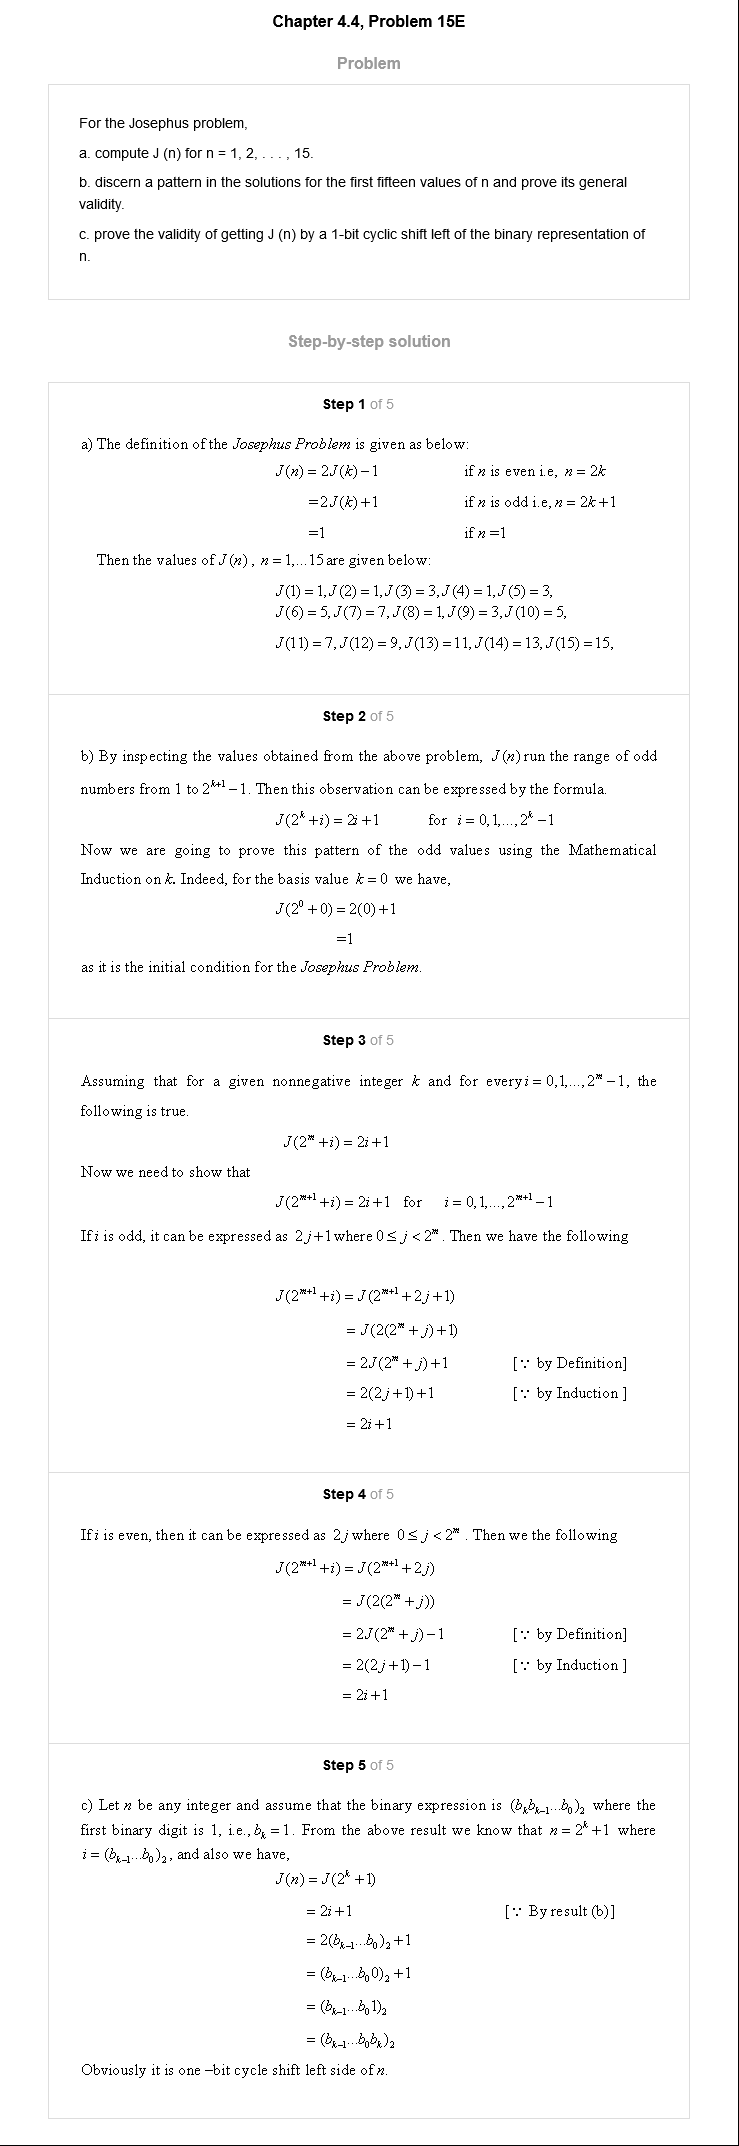 Chapter 4.4, Problem 15E
Problem
For the Josephus problem,
a. compute J (n) for n = 1, 2, . . . , 15.
b. discern a pattern in the solutions for the first fifteen values of n and prove its general
validity.
c. prove the validity of getting J (n) by a 1-bit cyclic shift left of the binary representation of
n.
Step-by-step solution
Step 1 of 5
a) The definition of the Josephus Problem is given as below:
J(n) = 2J(k) − 1 if n is even i.e, n = 2k
=2J(k) +1 if n is odd i.e, n = 2k+1
=1 if n =1
Then the values of J(n), n = 1,...15 are given below:
J(1) = 1, J(2) = 1, J(3) = 3, J(4) = 1, J(5) = 3,
J(6) = 5, J(7) = 7, J(8) = 1, J(9) = 3, J(10) = 5,
J(11) = 7, J(12) = 9, J(13) = 11, J(14) = 13, J(15) = 15,
Step 2 of 5
b) By inspecting the values obtained from the above problem, J(n) run the range of odd
numbers from 1 to 2^{k+1} − 1. Then this observation can be expressed by the formula.
J(2^k + i) = 2i + 1 for i = 0,1,..., 2^k − 1
Now we are going to prove this pattern of the odd values using the Mathematical
Induction on k. Indeed, for the basis value k = 0 we have,
J(2^0 + 0) = 2(0) + 1
=1
as it is the initial condition for the Josephus Problem.
Step 3 of 5
Assuming that for a given nonnegative integer k and for every i = 0,1,..., 2^m − 1, the
following is true.
J(2^m + i) = 2i + 1
Now we need to show that
J(2^{m+1} + i) = 2i + 1 for i = 0,1,..., 2^{m+1} − 1
If i is odd, it can be expressed as 2j+1 where 0 ≤ j < 2^m. Then we have the following
J(2^{m+1} + i) = J(2^{m+1} + 2j + 1)
= J(2(2^m + j) + 1)
= 2J(2^m + j) + 1 [∵ by Definition]
= 2(2j + 1) + 1 [∵ by Induction ]
= 2i + 1
Step 4 of 5
If i is even, then it can be expressed as 2j where 0 ≤ j < 2^m . Then we the following
J(2^{m+1} + i) = J(2^{m+1} + 2j)
= J(2(2^m + j))
= 2J(2^m + j) − 1 [∵ by Definition]
= 2(2j + 1) − 1 [∵ by Induction ]
= 2i + 1
Step 5 of 5
c) Let n be any integer and assume that the binary expression is (b_k b_{k−1}...b_0)_2 where the
first binary digit is 1, i.e., b_k = 1. From the above result we know that n = 2^k + 1 where
i = (b_{k−1}...b_0)_2, and also we have,
J(n) = J(2^k + 1)
= 2i + 1 [∵ By result (b)]
= 2(b_{k−1}...b_0)_2 + 1
= (b_{k−1}...b_0 0)_2 + 1
= (b_{k−1}...b_0 1)_2
= (b_{k−1}...b_0 b_k)_2
Obviously it is one –bit cycle shift left side of n.